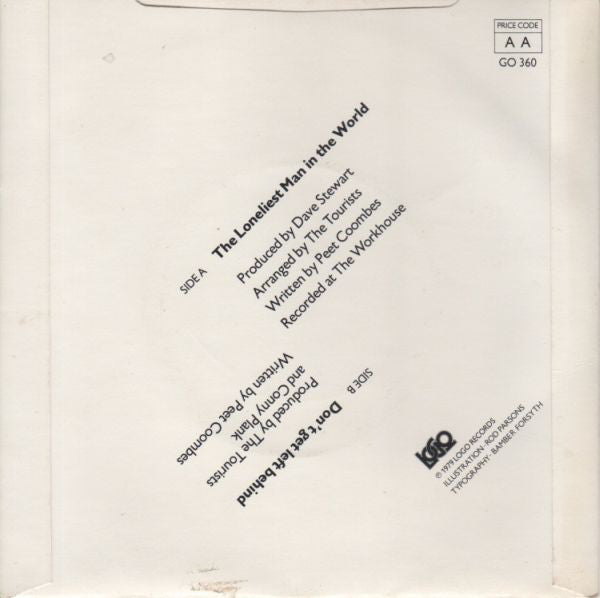 PRICE CODE
A A
GO 360
SIDE A The Loneliest Man in the World
Produced by Dave Stewart
Arranged by The Tourists
Written by Peet Coombes
Recorded at The Workhouse
SIDE B Don't get left behind
Produced by The Tourists
and Conny Plank
Written by Peet Coombes
LOGO
℗ 1979 LOGO RECORDS
ILLUSTRATION · ROD PARSONS
TYPOGRAPHY · BAMBER FORSYTH